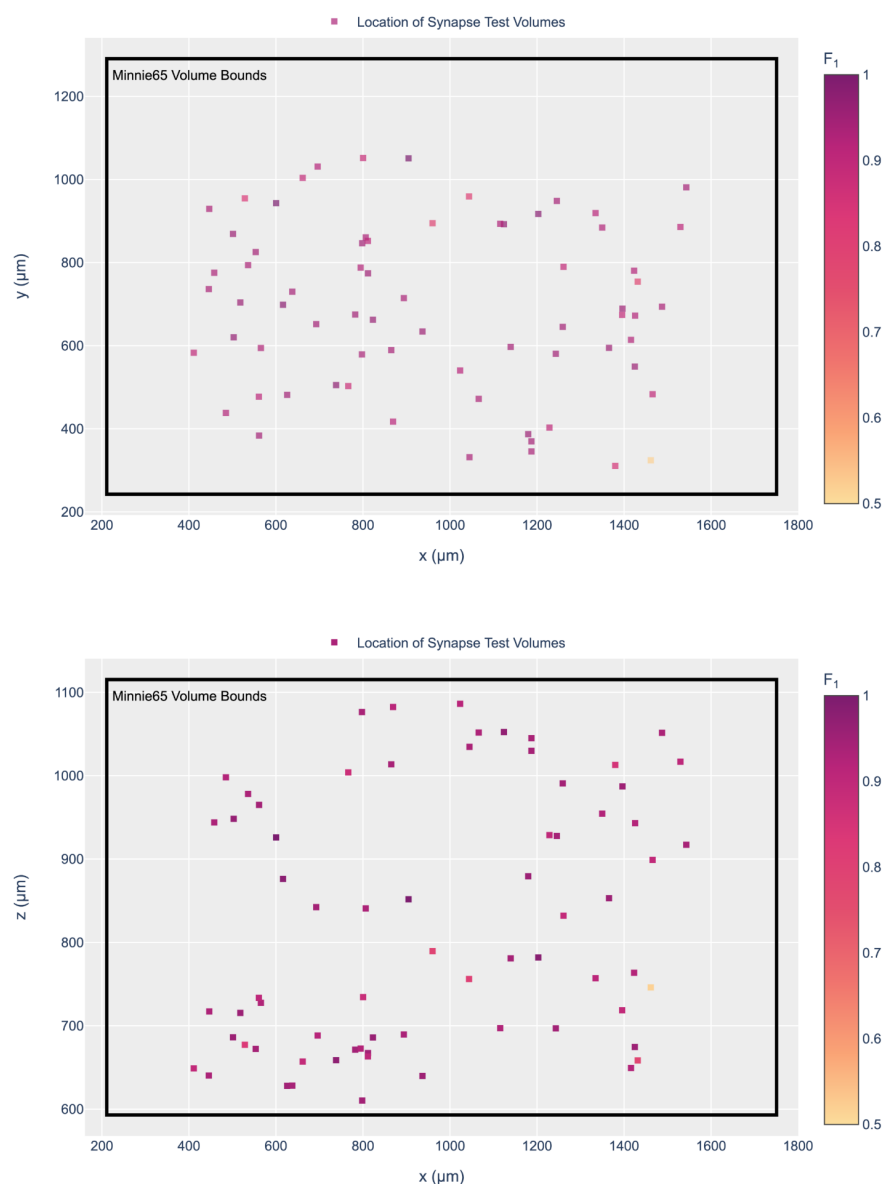 Location of Synapse Test Volumes
F1
Minnie65 Volume Bounds
1
1200
0.9
1000
0.8
800
y (µm)
0.7
600
0.6
400
0.5
200
200 400 600 800 1000 1200 1400 1600 1800
x (µm)
Location of Synapse Test Volumes
F1
Minnie65 Volume Bounds
1
1100
1000
0.9
900
0.8
z (µm)
800
0.7
700
0.6
600
0.5
200 400 600 800 1000 1200 1400 1600 1800
x (µm)